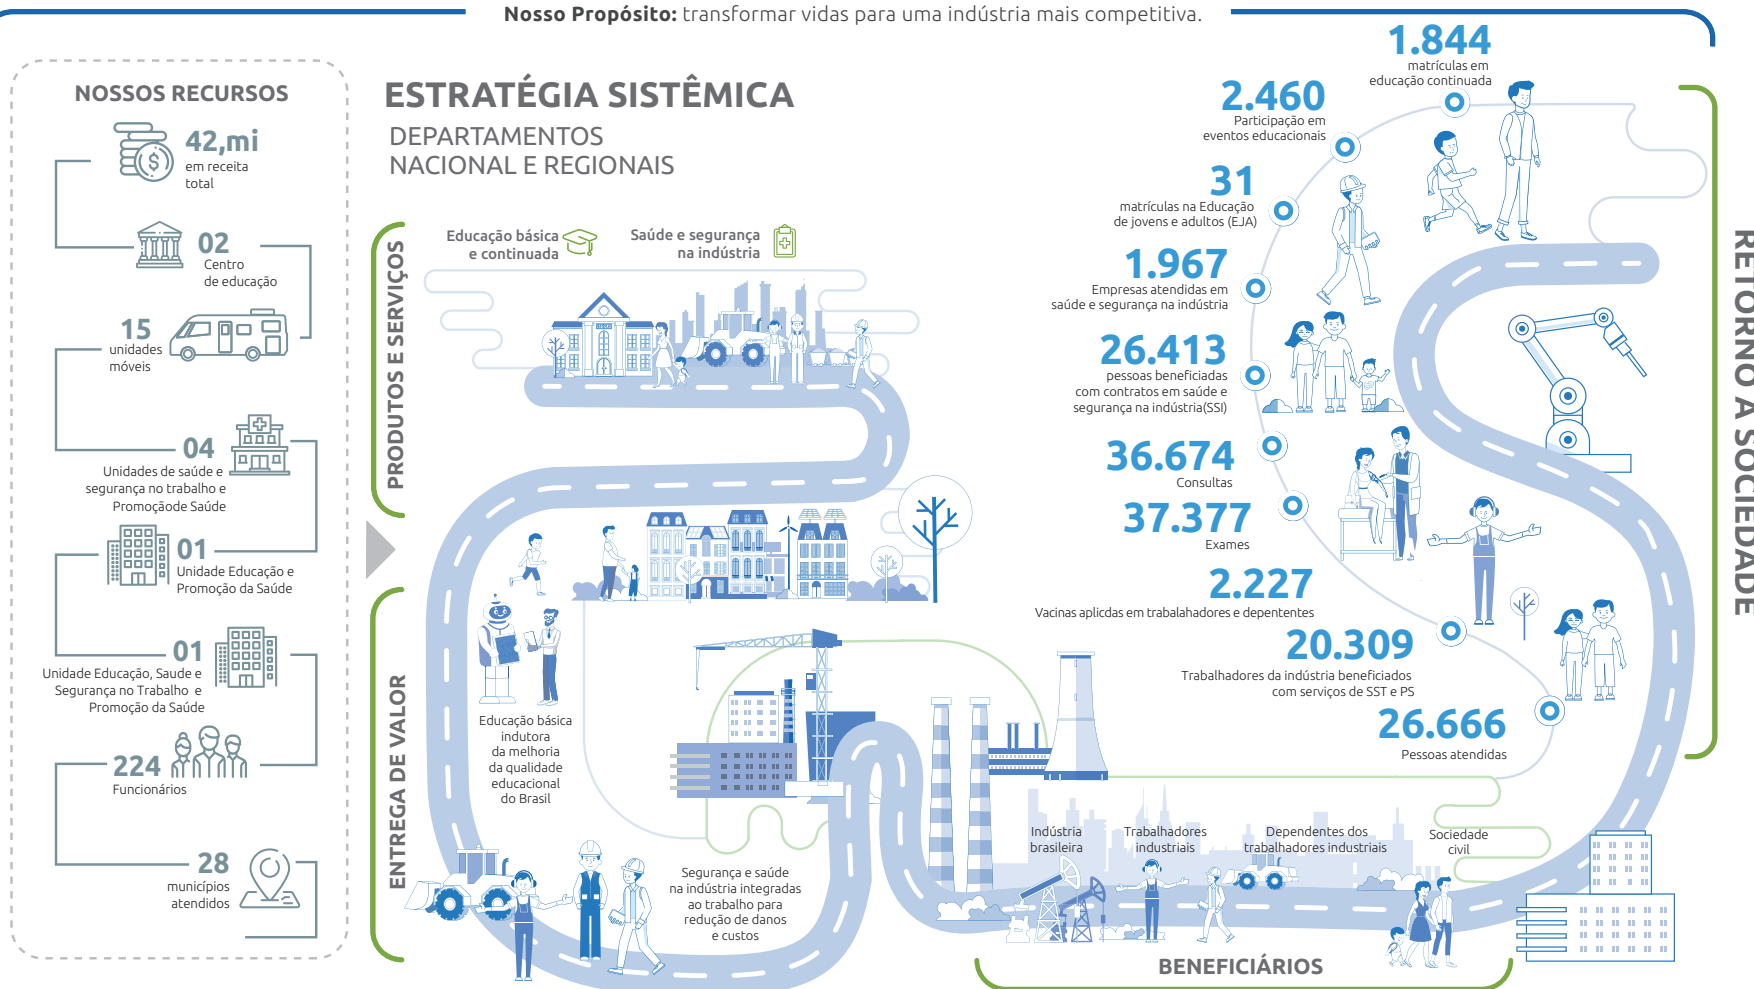 Nosso Propósito: transformar vidas para uma indústria mais competitiva.
NOSSOS RECURSOS
42,mi
em receita
total
02
Centro
de educação
15
unidades
móveis
04
Unidades de saúde e
segurança no trabalho e
Promoçãode Saúde
01
Unidade Educação e
Promoção da Saúde
01
Unidade Educação, Saude e
Segurança no Trabalho e
Promoção da Saúde
224
Funcionários
28
municípios
atendidos
ESTRATÉGIA SISTÊMICA
DEPARTAMENTOS
NACIONAL E REGIONAIS
PRODUTOS E SERVIÇOS
Educação básica
e continuada
Saúde e segurança
na indústria
ENTREGA DE VALOR
Educação básica
indutora
da melhoria
da qualidade
educacional
do Brasil
Segurança e saúde
na indústria integradas
ao trabalho para
redução de danos
e custos
Indústria
brasileira
Trabalhadores
industriais
Dependentes dos
trabalhadores industriais
Sociedade
civil
BENEFICIÁRIOS
1.844
matrículas em
educação continuada
2.460
Participação em
eventos educacionais
31
matrículas na Educação
de jovens e adultos (EJA)
1.967
Empresas atendidas em
saúde e segurança na indústria
26.413
pessoas beneficiadas
com contratos em saúde e
segurança na indústria(SSI)
36.674
Consultas
37.377
Exames
2.227
Vacinas aplicdas em trabalahadores e depententes
20.309
Trabalhadores da indústria beneficiados
com serviços de SST e PS
26.666
Pessoas atendidas
RETORNO A SOCIEDADE